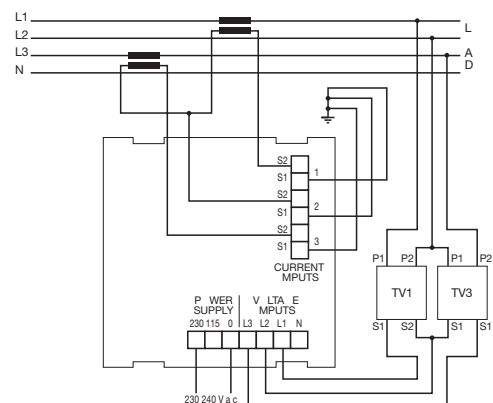 L1
L2
L3
N
L
A
D
S2
S1
S2
S1
S2
S1
1
2
3
CURRENT
MPUTS
P WER
SUPPLY
V LTA E
MPUTS
230 115 0 L3 L2 L1 N
230 240 V a c
P1 P2 P1 P2
TV1 TV3
S1 S2 S1 S1